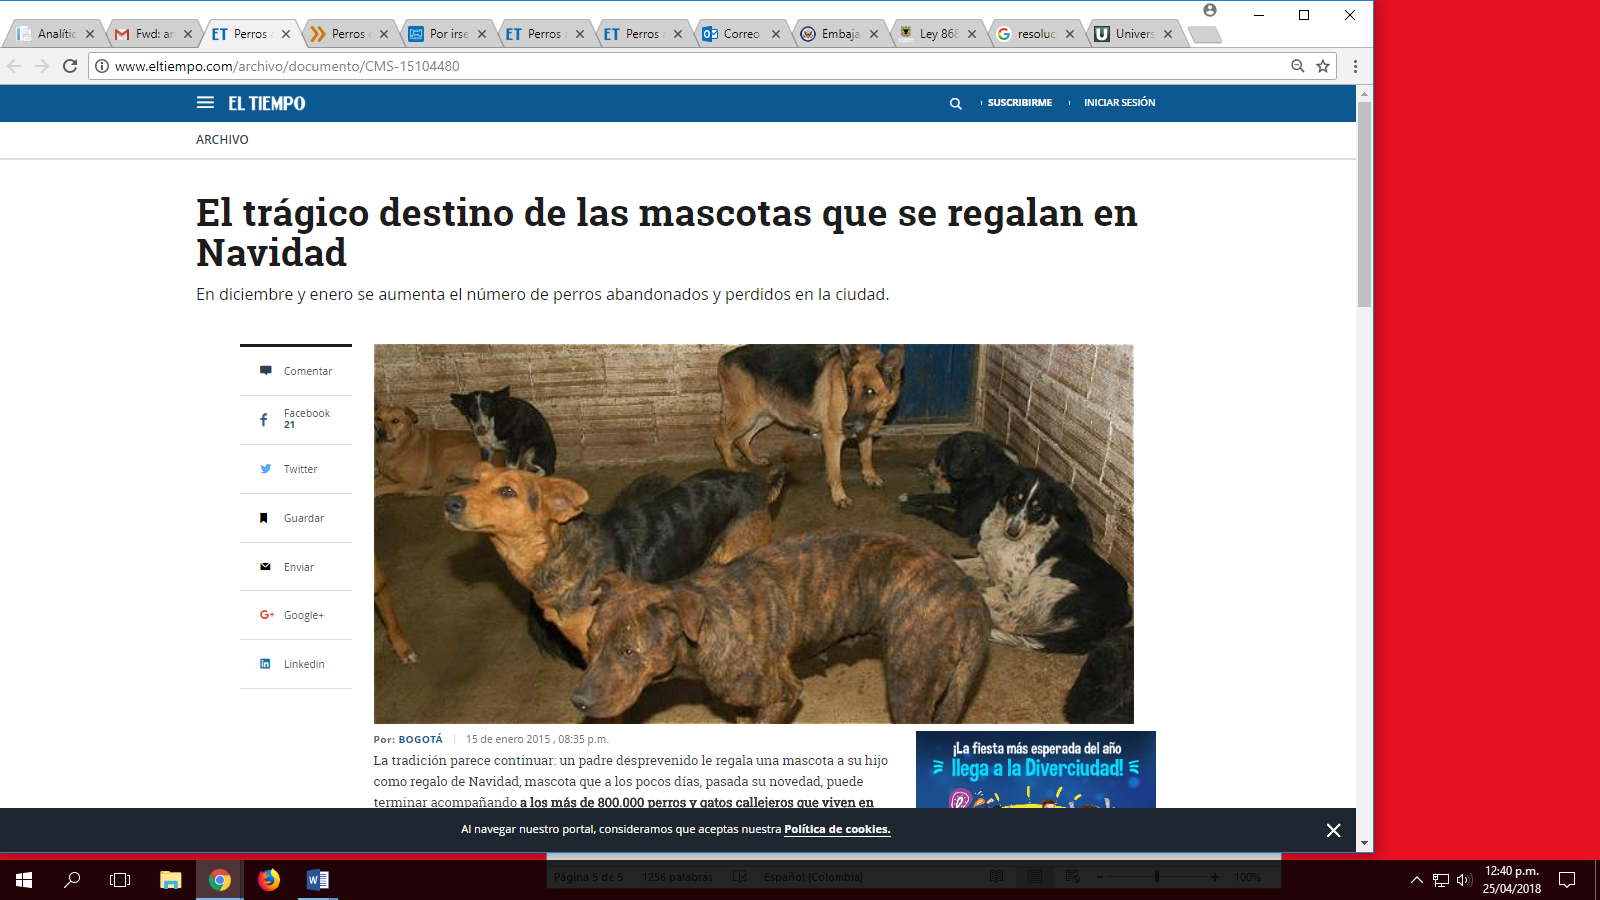 Analític
Fwd: ar
Perros a
Perros c
Por irse
Perros a
Perros a
Correo
Embaja
Ley 868
resoluc
Univers
www.eltiempo.com/archivo/documento/CMS-15104480
EL TIEMPO
SUSCRIBIRME
INICIAR SESIÓN
ARCHIVO
El trágico destino de las mascotas que se regalan en
Navidad
En diciembre y enero se aumenta el número de perros abandonados y perdidos en la ciudad.
Comentar
Facebook
21
Twitter
Guardar
Enviar
Google+
Linkedin
Por: BOGOTÁ
15 de enero 2015 , 08:35 p.m.
La tradición parece continuar: un padre desprevenido le regala una mascota a su hijo
como regalo de Navidad, mascota que a los pocos días, pasada su novedad, puede
terminar acompañando a los más de 800.000 perros y gatos callejeros que viven en
¡La fiesta más esperada del año
llega a la Diverciudad!
Al navegar nuestro portal, consideramos que aceptas nuestra Política de cookies.
Página 5 de 5
1256 palabras
Español (Colombia)
100%
12:40 p.m.
25/04/2018